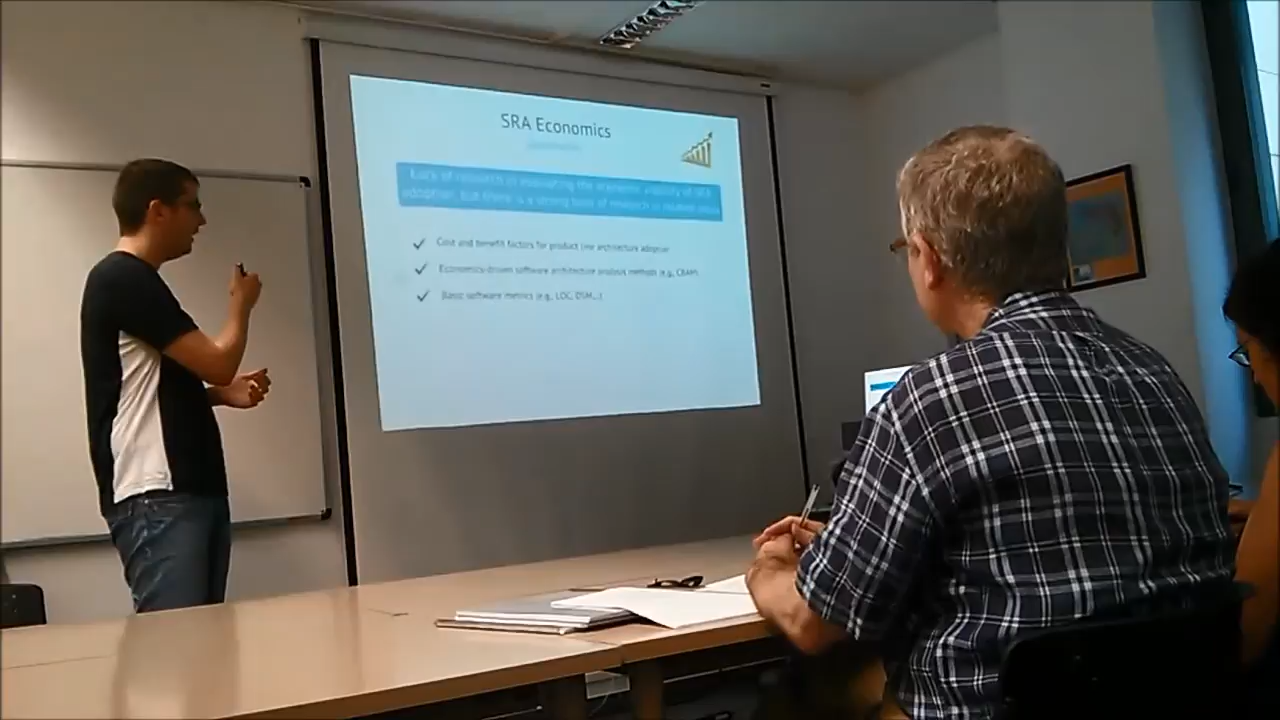 SRA Economics
Lack of research in evaluating the economic viability of SRA
adoption, but there is a strong basis of research in related areas
Cost and benefit factors for product line architecture adoption
Economics-driven software architecture analysis methods (e.g., CBAM)
Basic software metrics (e.g., LOC, DSM,..)